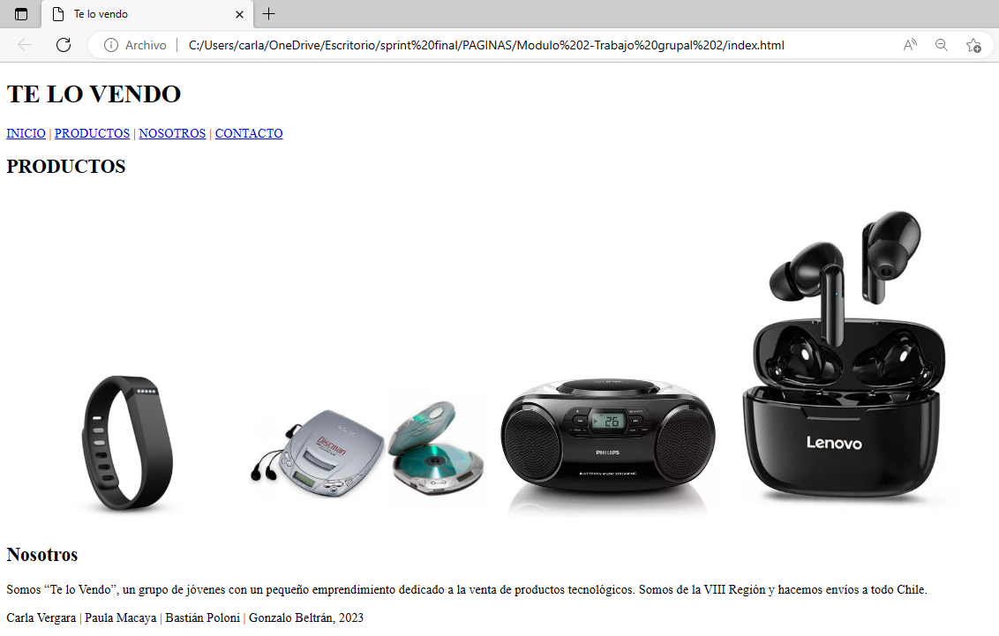 Te lo vendo
Archivo | C:/Users/carla/OneDrive/Escritorio/sprint%20final/PAGINAS/Modulo%202-Trabajo%20grupal%202/index.html
TE LO VENDO
INICIO | PRODUCTOS | NOSOTROS | CONTACTO
PRODUCTOS
Discman
26
PHILIPS
BLUETOOTH MUSIC STREAMING
Lenovo
Nosotros
Somos “Te lo Vendo”, un grupo de jóvenes con un pequeño emprendimiento dedicado a la venta de productos tecnológicos. Somos de la VIII Región y hacemos envíos a todo Chile.
Carla Vergara | Paula Macaya | Bastián Poloni | Gonzalo Beltrán, 2023